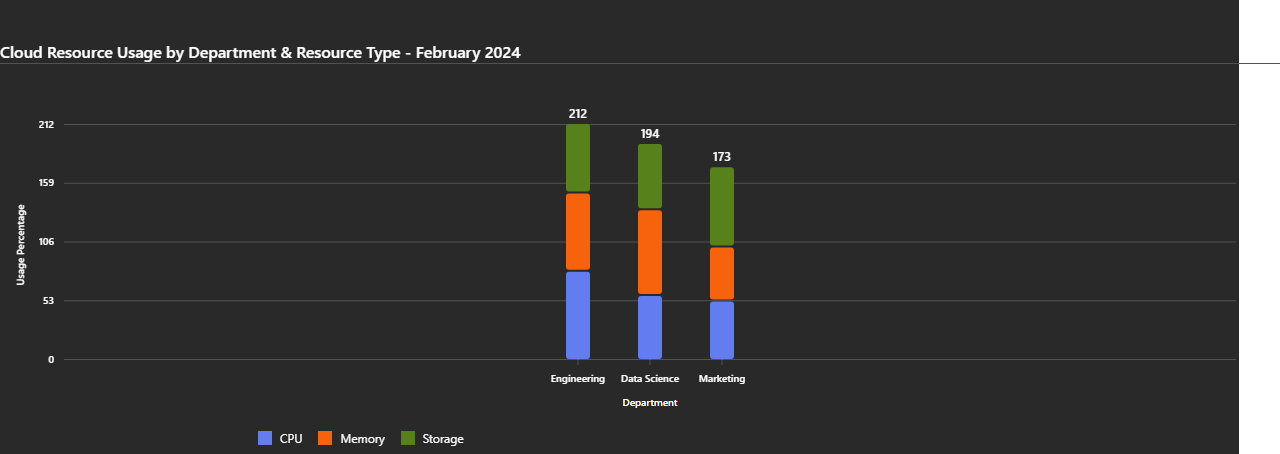 Cloud Resource Usage by Department & Resource Type - February 2024
212
194
173
212
159
106
53
0
Usage Percentage
Engineering Data Science Marketing
Department
CPU Memory Storage